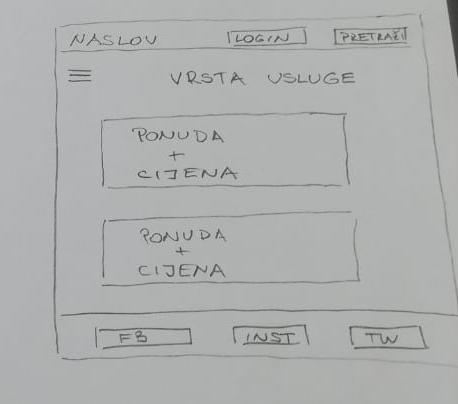 NASLOV LOGIN PRETRAŽI
VRSTA USLUGE
PONUDA
+
CIJENA
PONUDA
+
CIJENA
FB INST TW